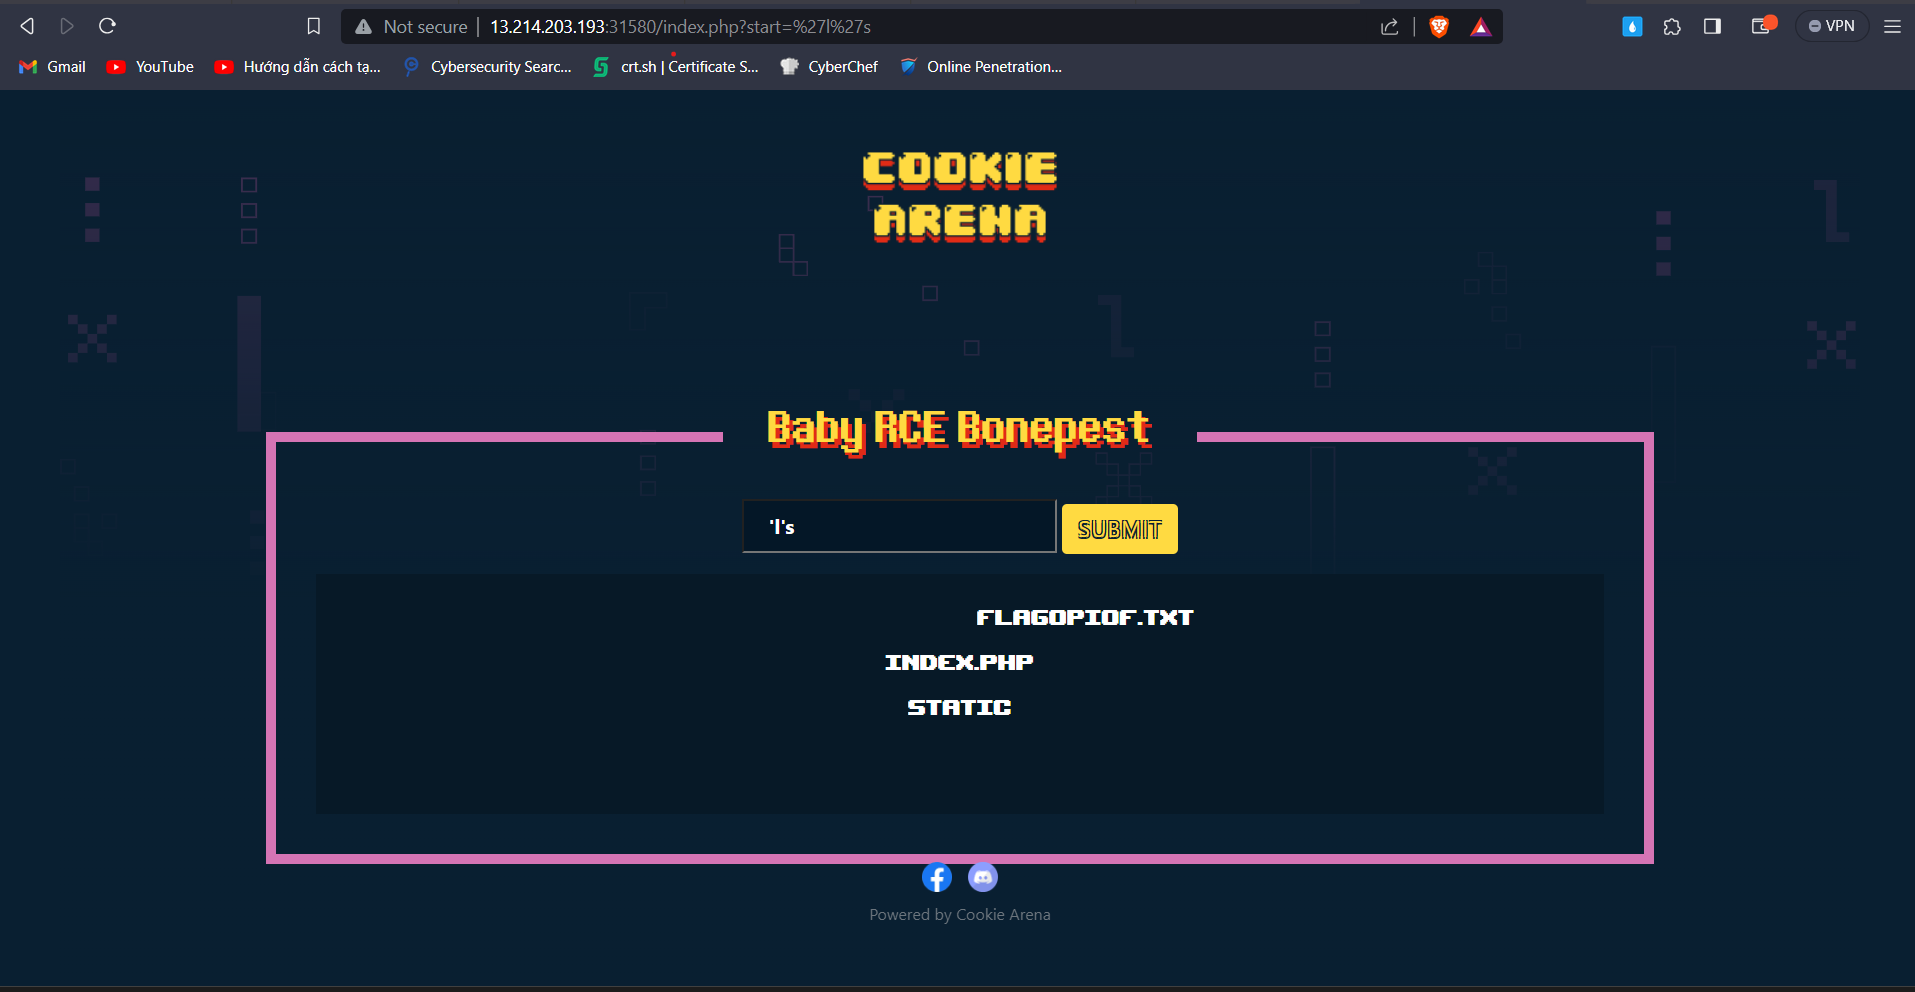 Not secure | 13.214.203.193:31580/index.php?start=%27l%27s
VPN
Gmail YouTube Hướng dẫn cách tạ... Cybersecurity Searc... crt.sh | Certificate S... CyberChef Online Penetration...
COOKIE
ARENA
Baby RCE Bonepest
'l's SUBMIT
FLAGOPIOF.TXT
INDEX.PHP
STATIC
Powered by Cookie Arena